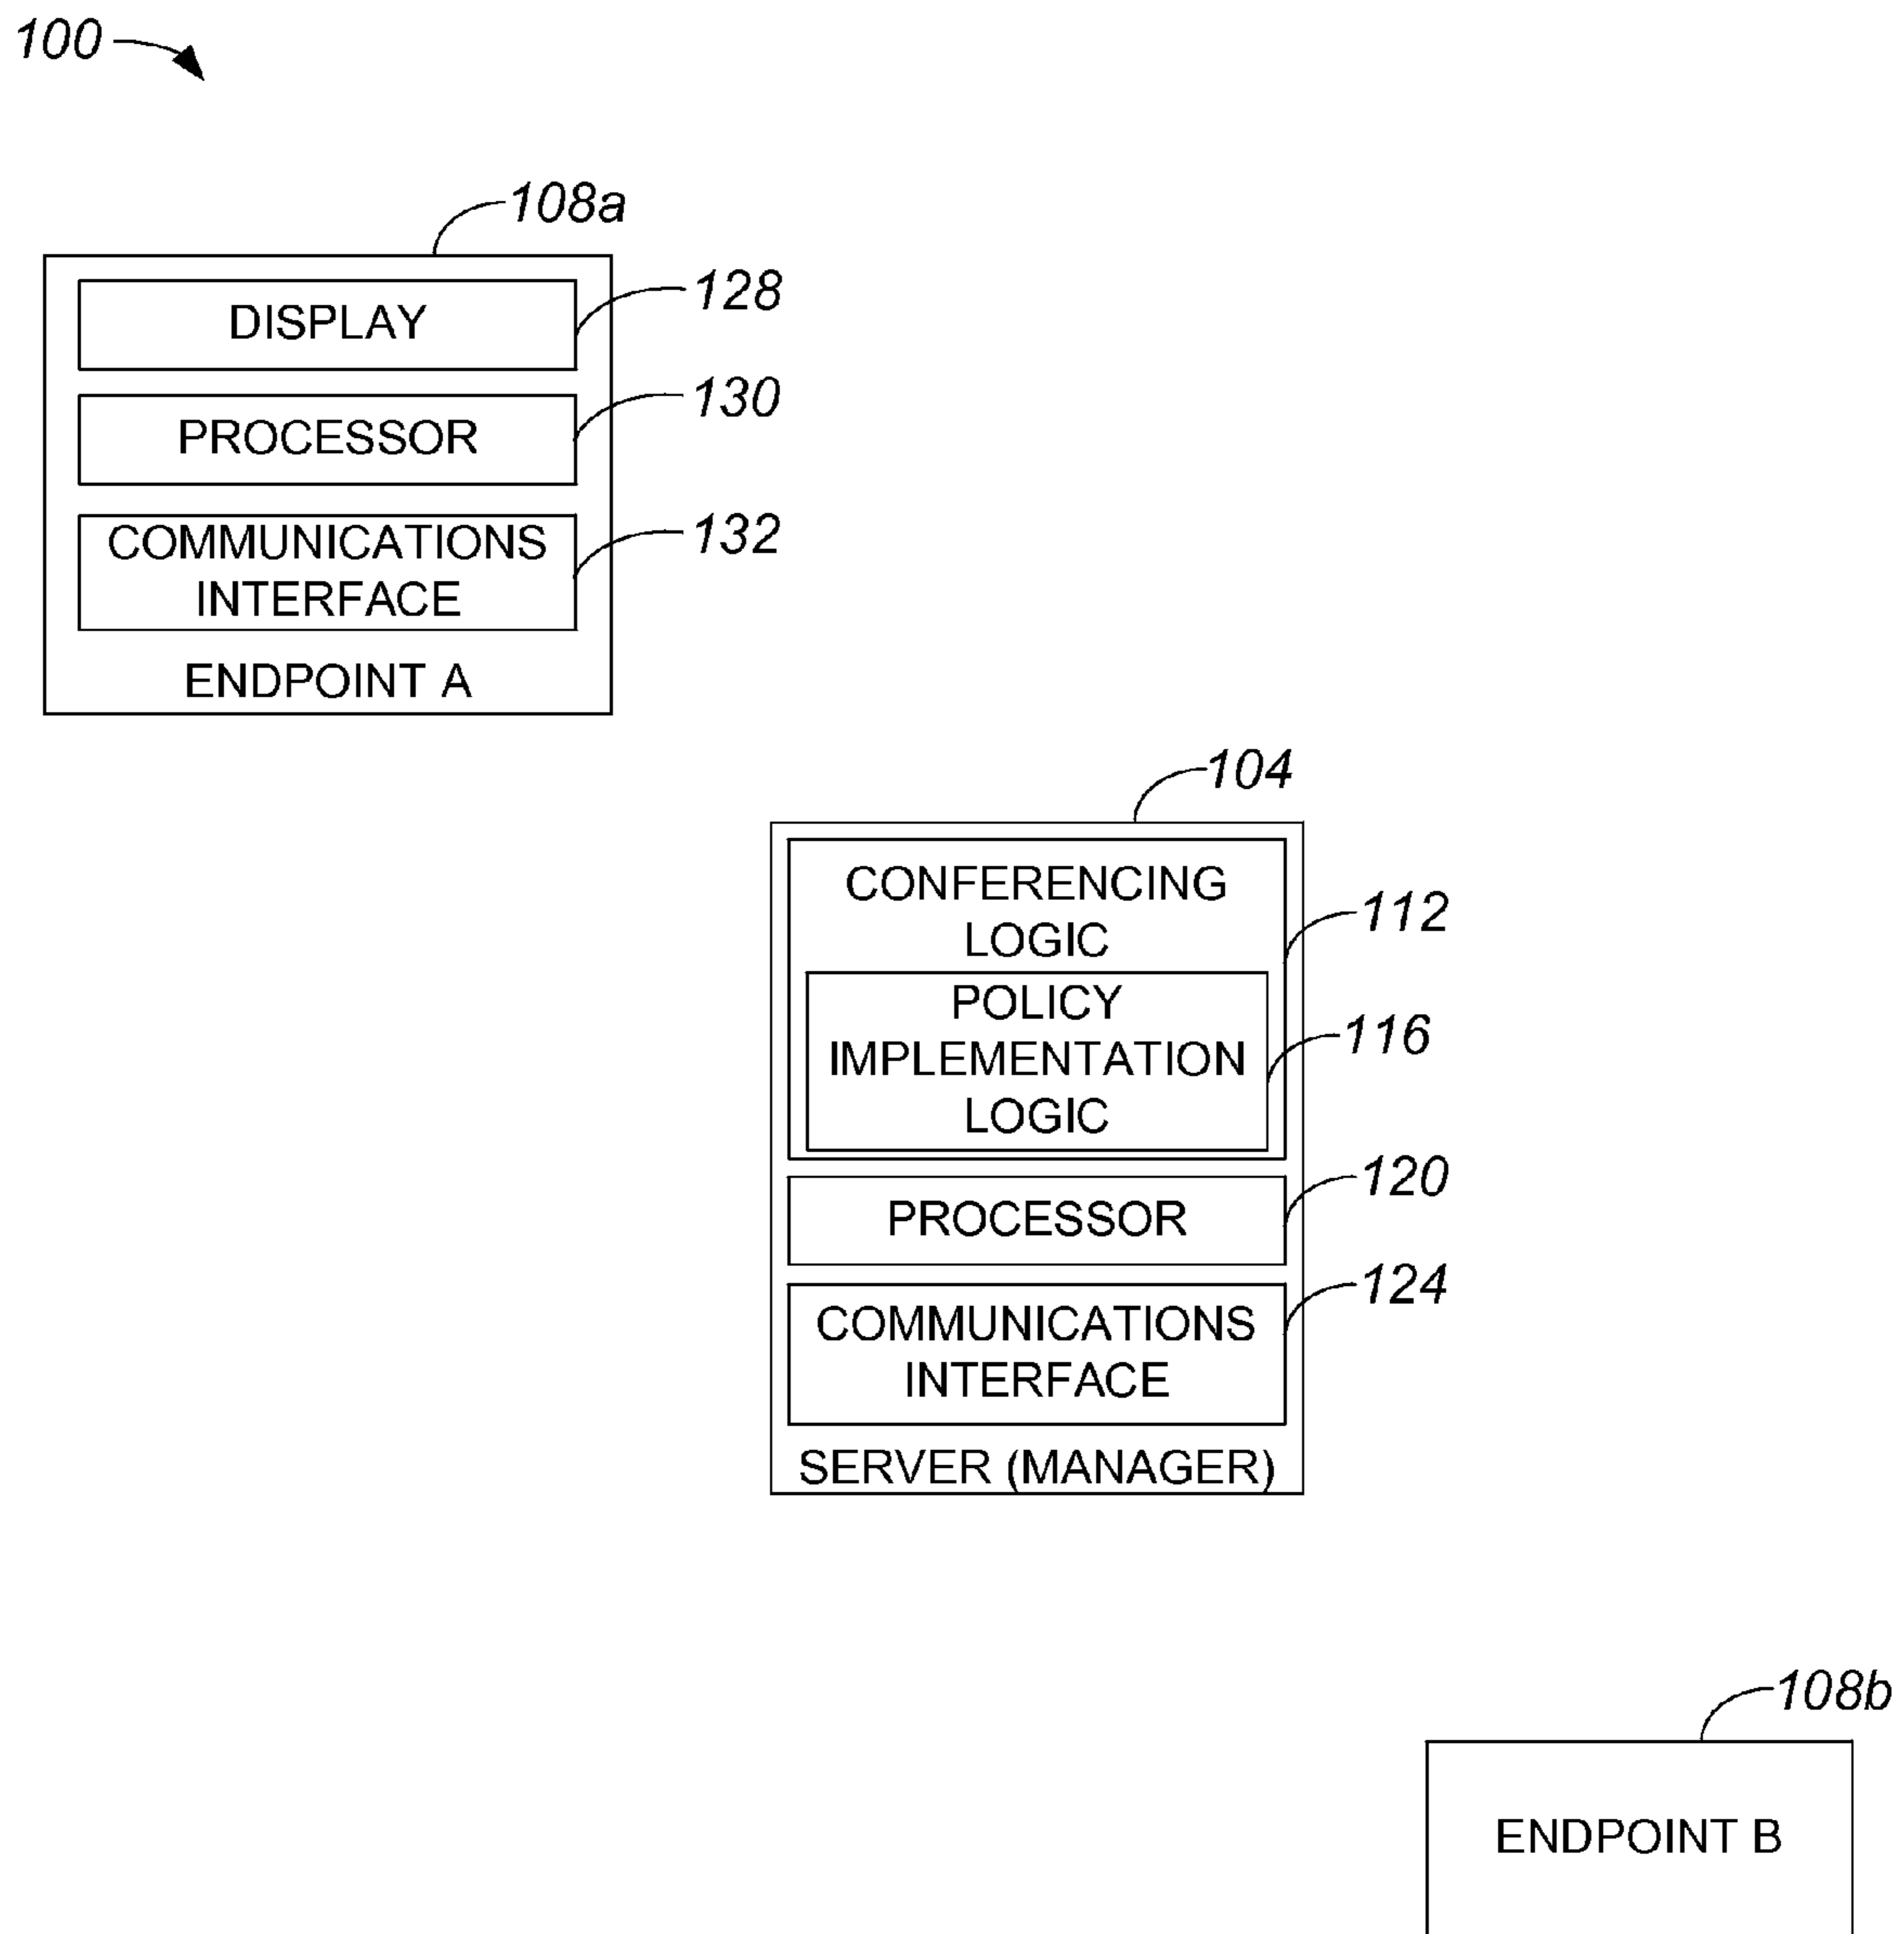 100
108a
DISPLAY
128
PROCESSOR
130
COMMUNICATIONS
INTERFACE
132
ENDPOINT A
104
CONFERENCING
LOGIC
112
POLICY
IMPLEMENTATION
LOGIC
116
PROCESSOR
120
COMMUNICATIONS
INTERFACE
124
SERVER (MANAGER)
108b
ENDPOINT B